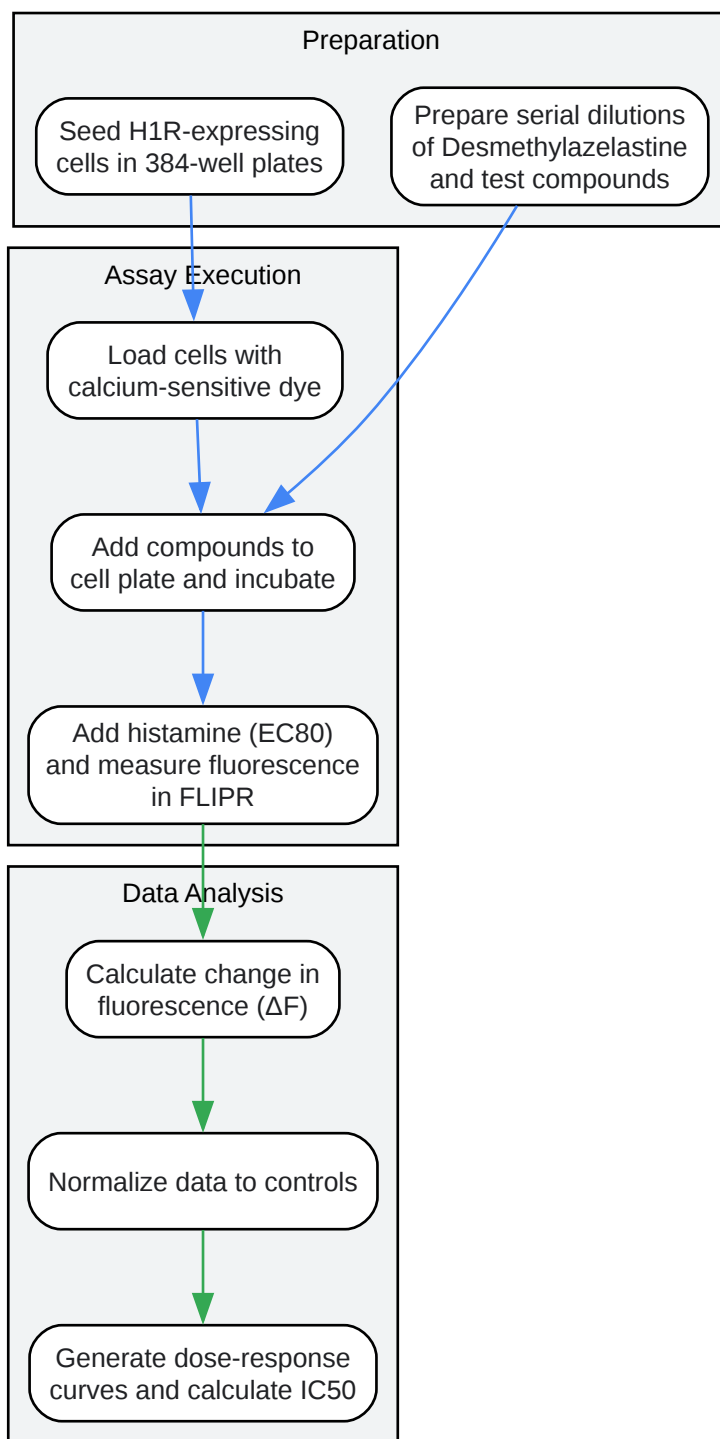 Preparation
Seed H1R-expressing
cells in 384-well plates
Prepare serial dilutions
of Desmethylazelastine
and test compounds
Assay Execution
Load cells with
calcium-sensitive dye
Add compounds to
cell plate and incubate
Add histamine (EC80)
and measure fluorescence
in FLIPR
Data Analysis
Calculate change in
fluorescence (ΔF)
Normalize data to controls
Generate dose-response
curves and calculate IC50